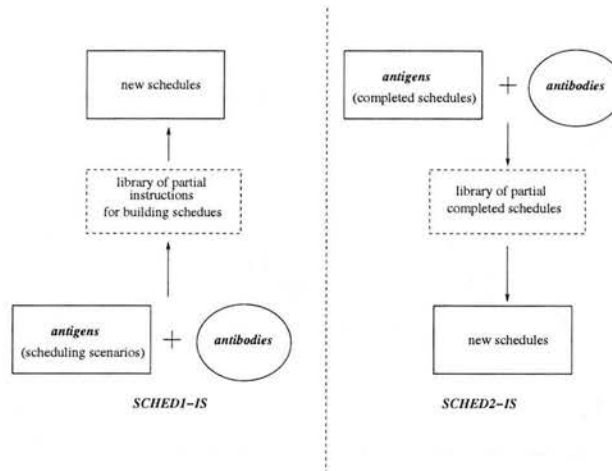 new schedules
library of partial
instructions
for building schedues
antigens
(scheduling scenarios)
+
antibodies
SCHED1-IS
antigens
(completed schedules)
+
antibodies
library of partial
completed schedules
new schedules
SCHED2-IS